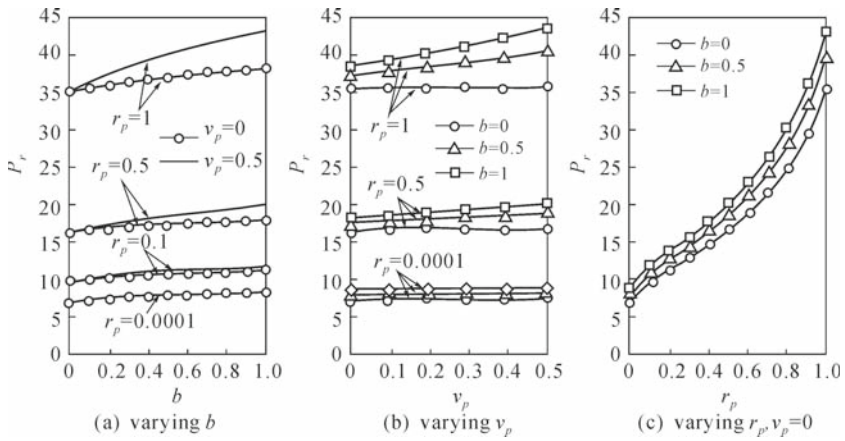 45
40
35
30
25
20
15
10
5
0
P_r
r_p=1
v_p=0
v_p=0.5
r_p=0.5
r_p=0.1
r_p=0.0001
0 0.2 0.4 0.6 0.8 1.0
b
(a) varying b
45
40
35
30
25
20
15
10
5
0
P_r
r_p=1
b=0
b=0.5
b=1
r_p=0.5
r_p=0.0001
0 0.1 0.2 0.3 0.4 0.5
v_p
(b) varying v_p
45
40
35
30
25
20
15
10
5
0
P_r
b=0
b=0.5
b=1
0 0.2 0.4 0.6 0.8 1.0
r_p
(c) varying r_p, v_p=0